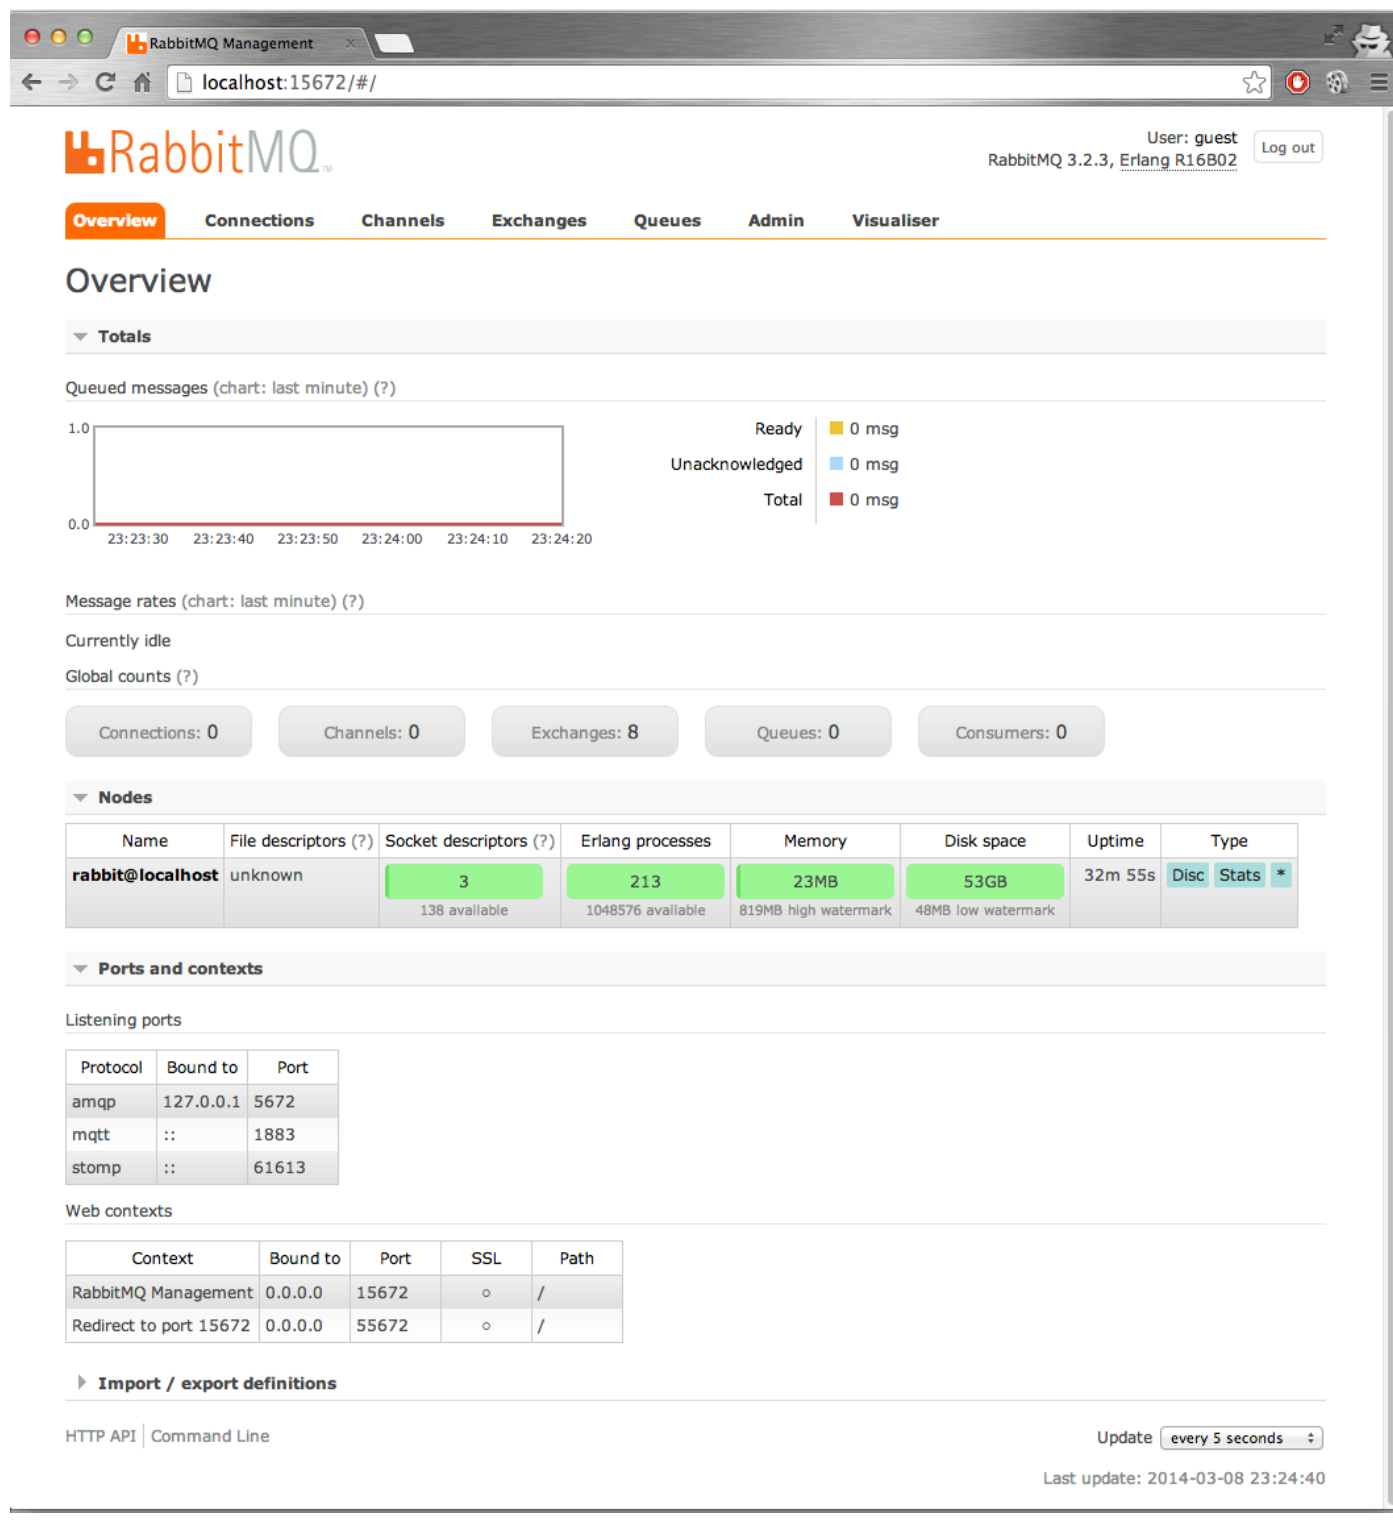 RabbitMQ Management
localhost:15672/#/
RabbitMQ™
User: guest
RabbitMQ 3.2.3, Erlang R16B02
Log out
Overview Connections Channels Exchanges Queues Admin Visualiser
Overview
Totals
Queued messages (chart: last minute) (?)
1.0
0.0
23:23:30 23:23:40 23:23:50 23:24:00 23:24:10 23:24:20
Ready 0 msg
Unacknowledged 0 msg
Total 0 msg
Message rates (chart: last minute) (?)
Currently idle
Global counts (?)
Connections: 0 Channels: 0 Exchanges: 8 Queues: 0 Consumers: 0
Nodes
Name File descriptors (?) Socket descriptors (?) Erlang processes Memory Disk space Uptime Type
rabbit@localhost unknown 3 213 23MB 53GB 32m 55s Disc Stats *
138 available 1048576 available 819MB high watermark 48MB low watermark
Ports and contexts
Listening ports
Protocol Bound to Port
amqp 127.0.0.1 5672
mqtt :: 1883
stomp :: 61613
Web contexts
Context Bound to Port SSL Path
RabbitMQ Management 0.0.0.0 15672 ○ /
Redirect to port 15672 0.0.0.0 55672 ○ /
Import / export definitions
HTTP API Command Line
Update every 5 seconds
Last update: 2014-03-08 23:24:40